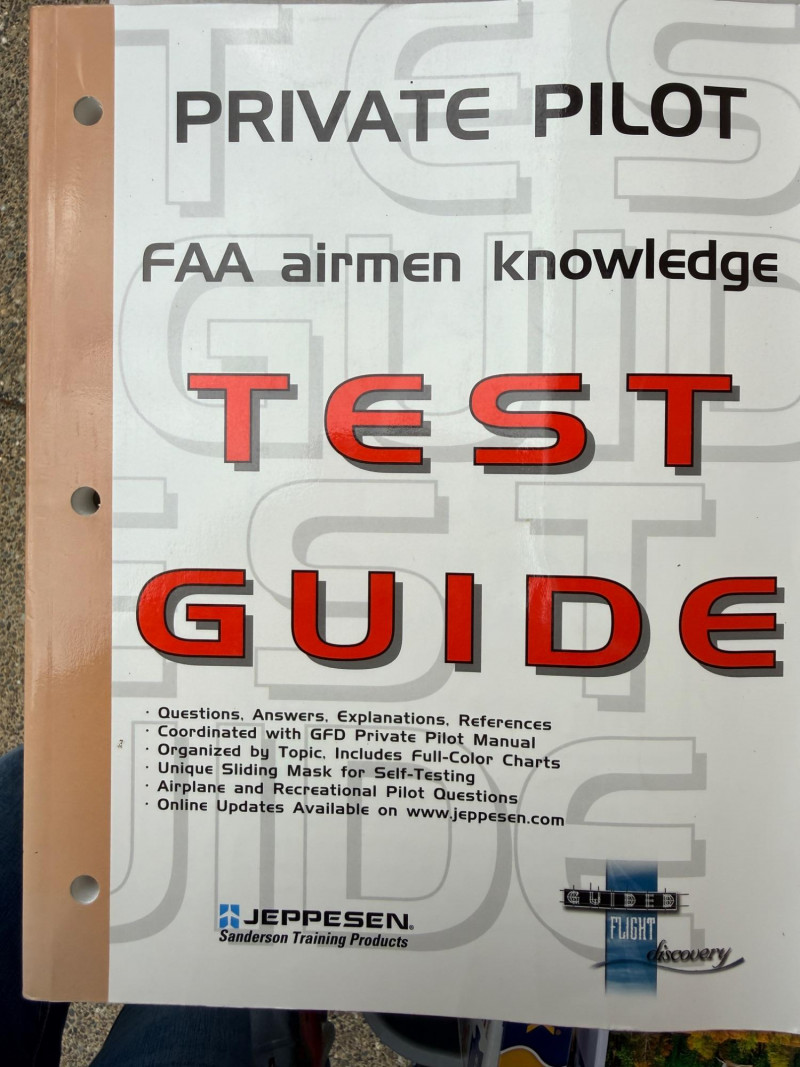 PRIVATE PILOT
FAA airmen knowledge
TEST
GUIDE
· Questions, Answers, Explanations, References
· Coordinated with GFD Private Pilot Manual
· Organized by Topic, Includes Full-Color Charts
· Unique Sliding Mask for Self-Testing
· Airplane and Recreational Pilot Questions
· Online Updates Available on www.jeppesen.com
JEPPESEN®
Sanderson Training Products
GUIDED
FLIGHT
discovery